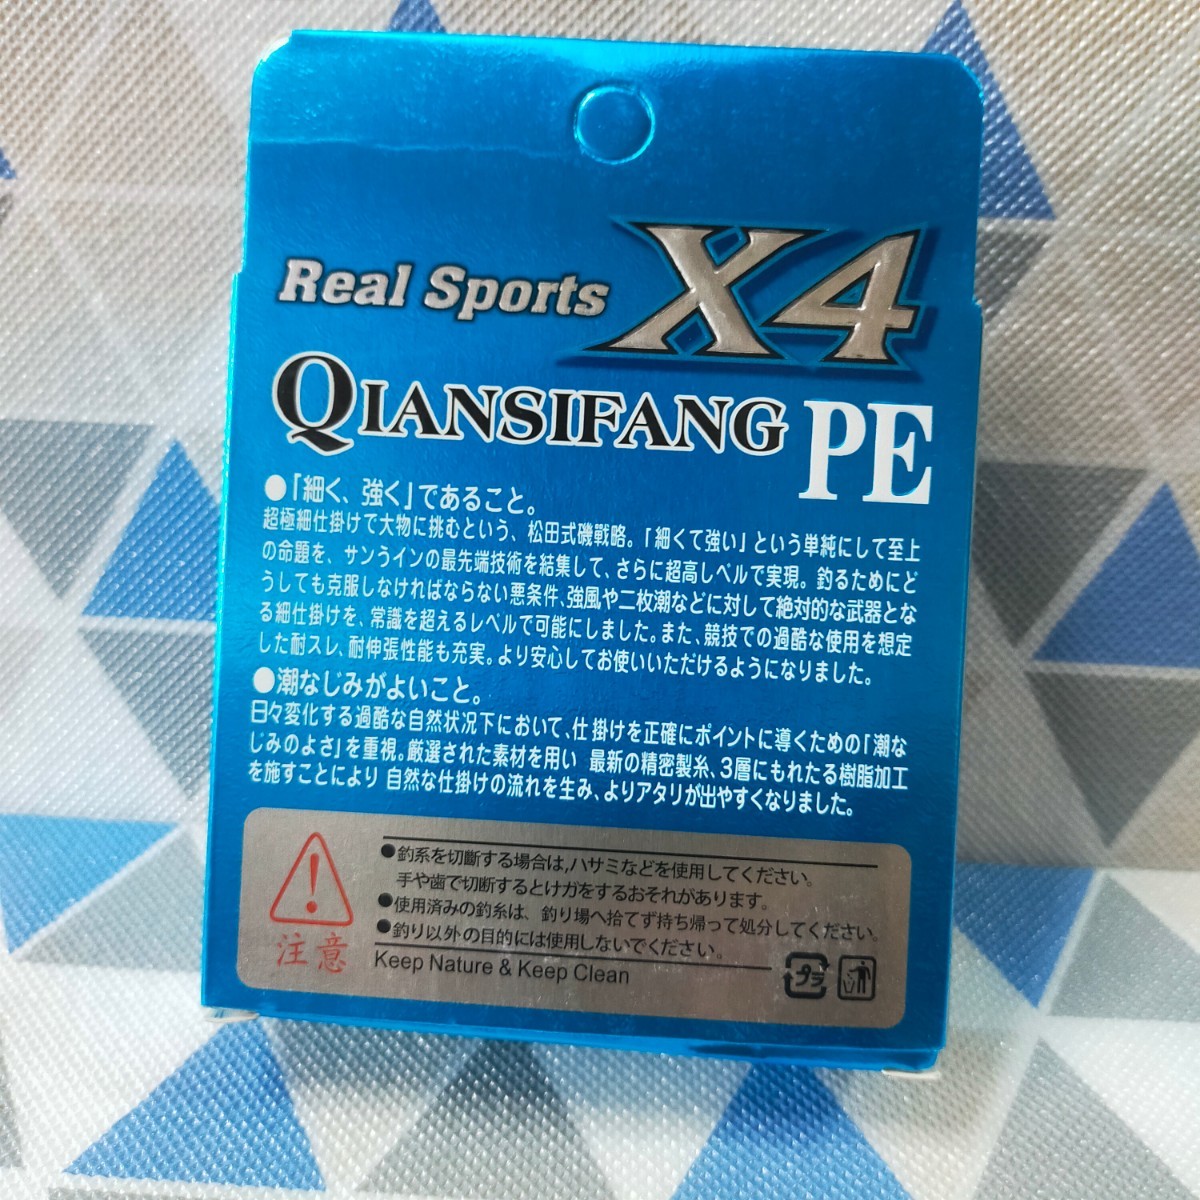 Real Sports X4
QIANSIFANG PE
●「細く、強く」であること。
超極細仕掛けで大物に挑むという、松田式磯戦略。「細くて強い」という単純にして至上
の命題を、サンうインの最先端技術を結集して、さらに超高しベルで実現。釣るためにど
うしても克服しなければならない悪条件、強風や二枚潮などに対して絶対的な武器とな
る細仕掛けを、常識を超えるレベルで可能にしました。また、競技での過酷な使用を想定
した耐スレ、耐伸張性能も充実。より安心してお使いいただけるようになりました。
●潮なじみがよいこと。
日々変化する過酷な自然状況下において、仕掛けを正確にポイントに導くための「潮な
じみのよさ」を重視。厳選された素材を用い 最新の精密製糸、3層にもれたる樹脂加工
を施すことにより 自然な仕掛けの流れを生み、よりアタリが出やすくなりました。
●釣系を切斷する場合は,ハサミなどを使用してください。
手や歯で切断するとけガをするおそれがあります。
●使用済みの釣糸は、釣り場へ拾てず持ち帰って処分してください。
●釣り以外の目的には使用しないでください。
注意
Keep Nature & Keep Clean
プラ